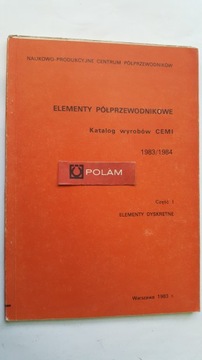 NAUKOWO-PRODUKCYJNE CENTRUM PÓŁPRZEWODNIKÓW
ELEMENTY PÓŁPRZEWODNIKOWE
Katalog wyrobów CEMI
1983/1984
POLAM
Część 1
ELEMENTY DYSKRETNE
Warszawa 1983 r.